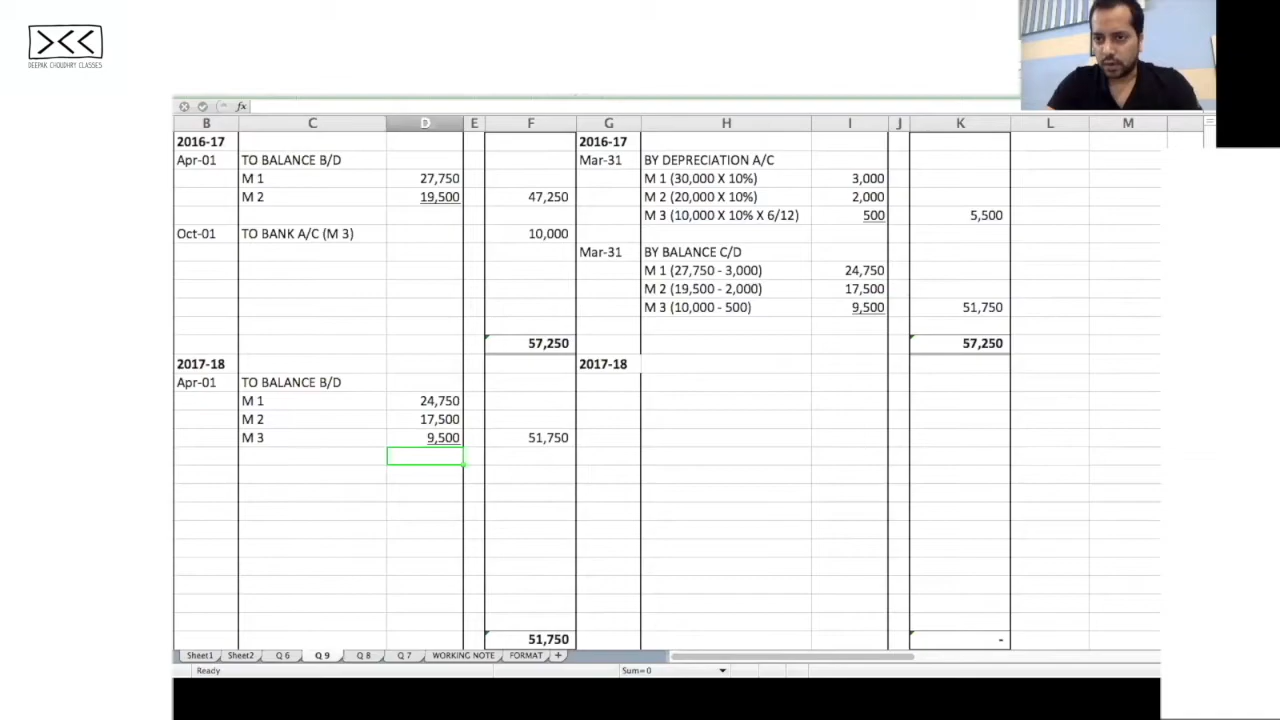 DEEPAK CHOUDHRY CLASSES
fx
B C D E F G H I J K L M
2016-17 2016-17
Apr-01 TO BALANCE B/D Mar-31 BY DEPRECIATION A/C
M 1 27,750 M 1 (30,000 X 10%) 3,000
M 2 19,500 47,250 M 2 (20,000 X 10%) 2,000
M 3 (10,000 X 10% X 6/12) 500 5,500
Oct-01 TO BANK A/C (M 3) 10,000
Mar-31 BY BALANCE C/D
M 1 (27,750 - 3,000) 24,750
M 2 (19,500 - 2,000) 17,500
M 3 (10,000 - 500) 9,500 51,750
57,250 57,250
2017-18 2017-18
Apr-01 TO BALANCE B/D
M 1 24,750
M 2 17,500
M 3 9,500 51,750
51,750 -
Sheet1 Sheet2 Q 6 Q 9 Q 8 Q 7 WORKING NOTE FORMAT +
Ready Sum=0